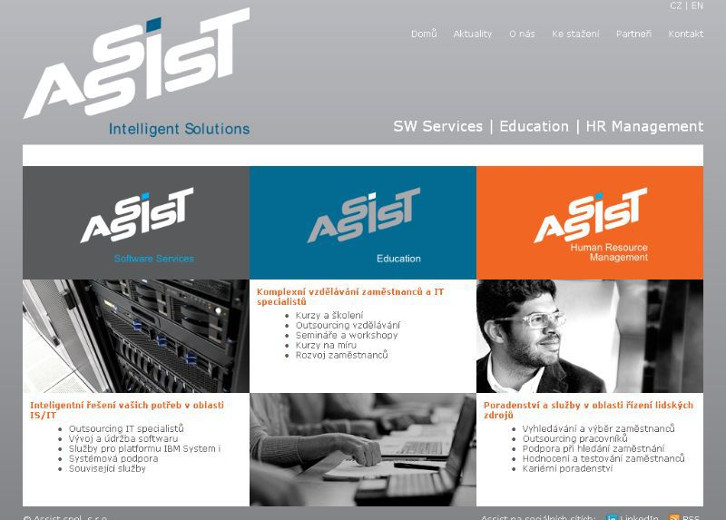 CZ | EN
ASSIST
Domů Aktuality O nás Ke stažení Partneři Kontakt
Intelligent Solutions
SW Services | Education | HR Management
ASSIST
Software Services
ASSIST
Education
ASSIST
Human Resource
Management
Komplexní vzdělávání zaměstnanců a IT
specialistů
Kurzy a školení
Outsourcing vzdělávání
Semináře a workshopy
Kurzy na míru
Rozvoj zaměstnanců
Inteligentní řešení vašich potřeb v oblasti
IS/IT
Outsourcing IT specialistů
Vývoj a údržba softwaru
Služby pro platformu IBM System i
Systémová podpora
Související služby
Poradenství a služby v oblasti řízení lidských
zdrojů
Vyhledávání a výběr zaměstnanců
Outsourcing pracovníků
Podpora při hledání zaměstnání
Hodnocení a testování zaměstnanců
Kariérní poradenství
© Assist spol. s r.o. Assist na sociálních sítích: in LinkedIn RSS